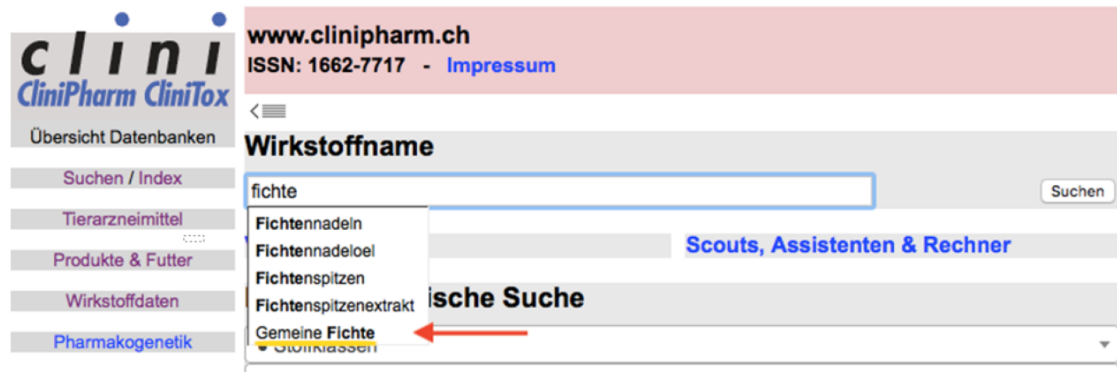 clini
CliniPharm CliniTox
Übersicht Datenbanken
Suchen / Index
Tierarzneimittel
Produkte & Futter
Wirkstoffdaten
Pharmakogenetik
www.clinipharm.ch
ISSN: 1662-7717 - Impressum
Wirkstoffname
fichte
Suchen
Fichtennadeln
Fichtennadeloel
Fichtenspitzen
Fichtenspitzenextrakt
Gemeine Fichte
Scouts, Assistenten & Rechner
ische Suche
• Stoffklassen